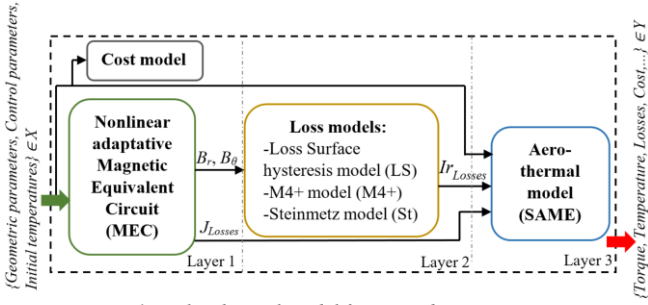 {Geometric parameters, Control parameters,
Initial temperatures} ∈ X
Cost model
Nonlinear
adaptative
Magnetic
Equivalent
Circuit
(MEC)
B_r, B_θ
J_Losses
Layer 1
Loss models:
-Loss Surface
hysteresis model (LS)
-M4+ model (M4+)
-Steinmetz model (St)
Ir_Losses
Layer 2
Aero-
thermal
model
(SAME)
Layer 3
{Torque, Temperature, Losses, Cost,...} ∈ Y